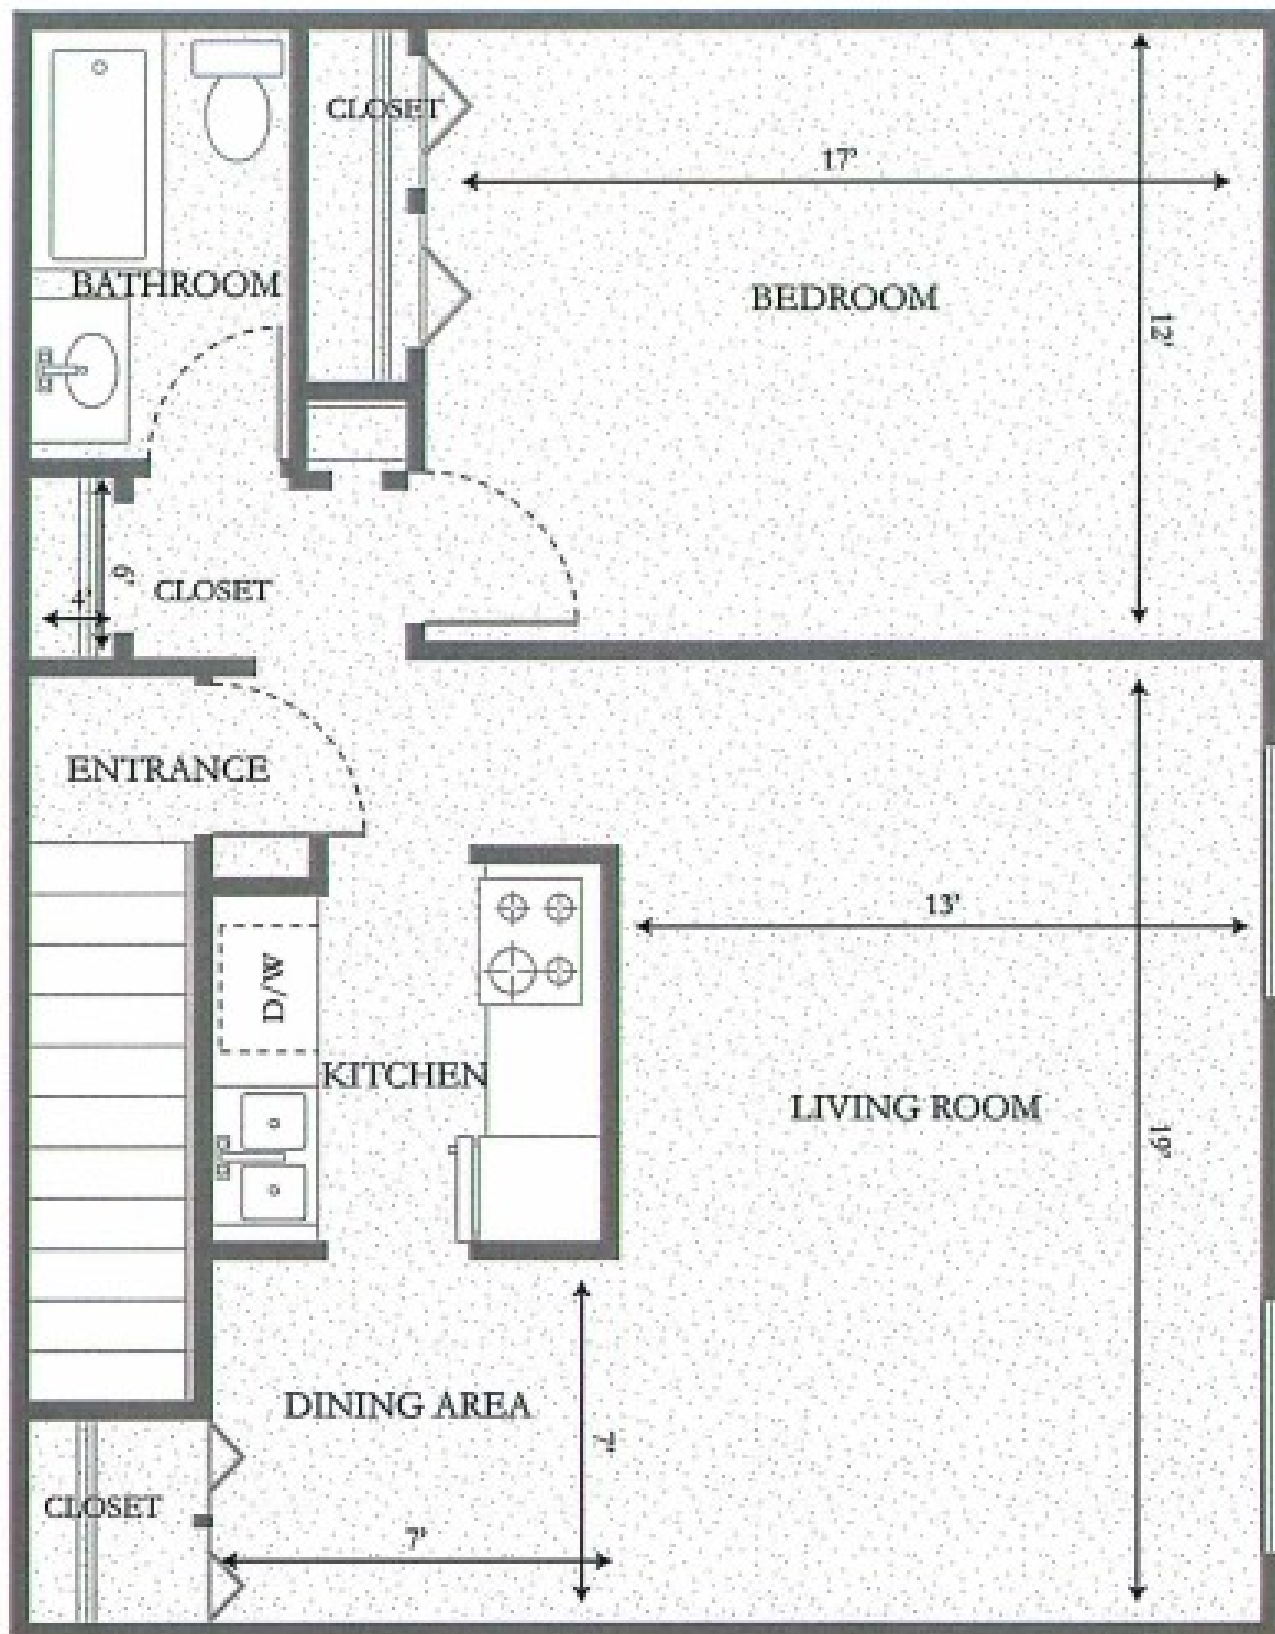 CLOSET
17'
BATHROOM
BEDROOM
12'
6'
4'
CLOSET
ENTRANCE
13'
D/W
KITCHEN
LIVING ROOM
19'
DINING AREA
7'
CLOSET
7'